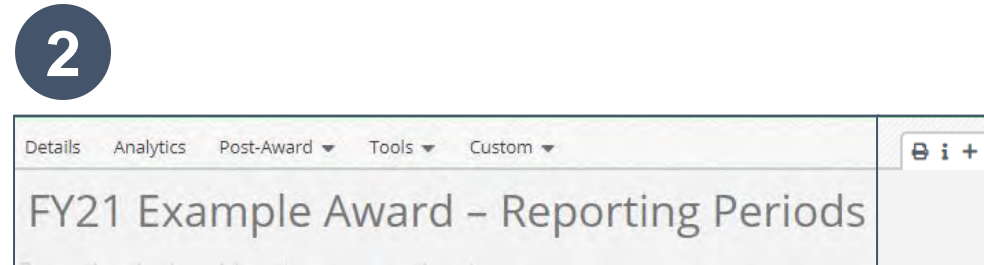 2
Details Analytics Post-Award Tools Custom
i +
FY21 Example Award – Reporting Periods